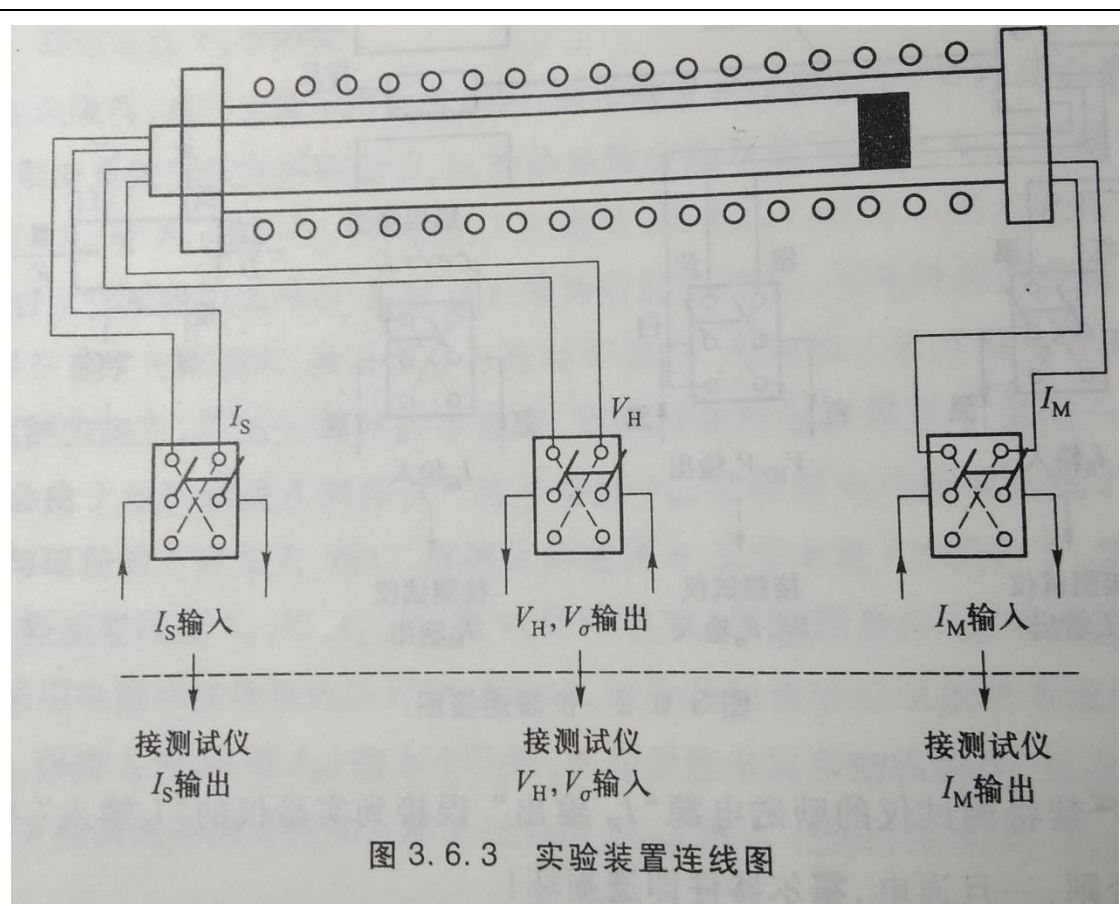 I_S
V_H
I_M
I_S输入
V_H, V_σ输出
I_M输入
接测试仪
I_S输出
接测试仪
V_H, V_σ输入
接测试仪
I_M输出
图 3.6.3 实验装置连线图